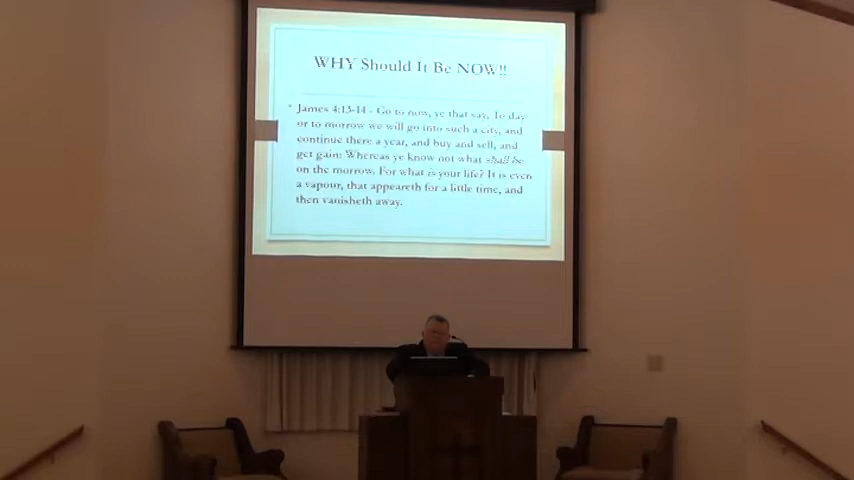 WHY Should It Be NOW!!
• James 4:13-14 - Go to now, ye that say, To day
or to morrow we will go into such a city, and
continue there a year, and buy and sell, and
get gain: Whereas ye know not what shall be
on the morrow. For what is your life? It is even
a vapour, that appeareth for a little time, and
then vanisheth away.